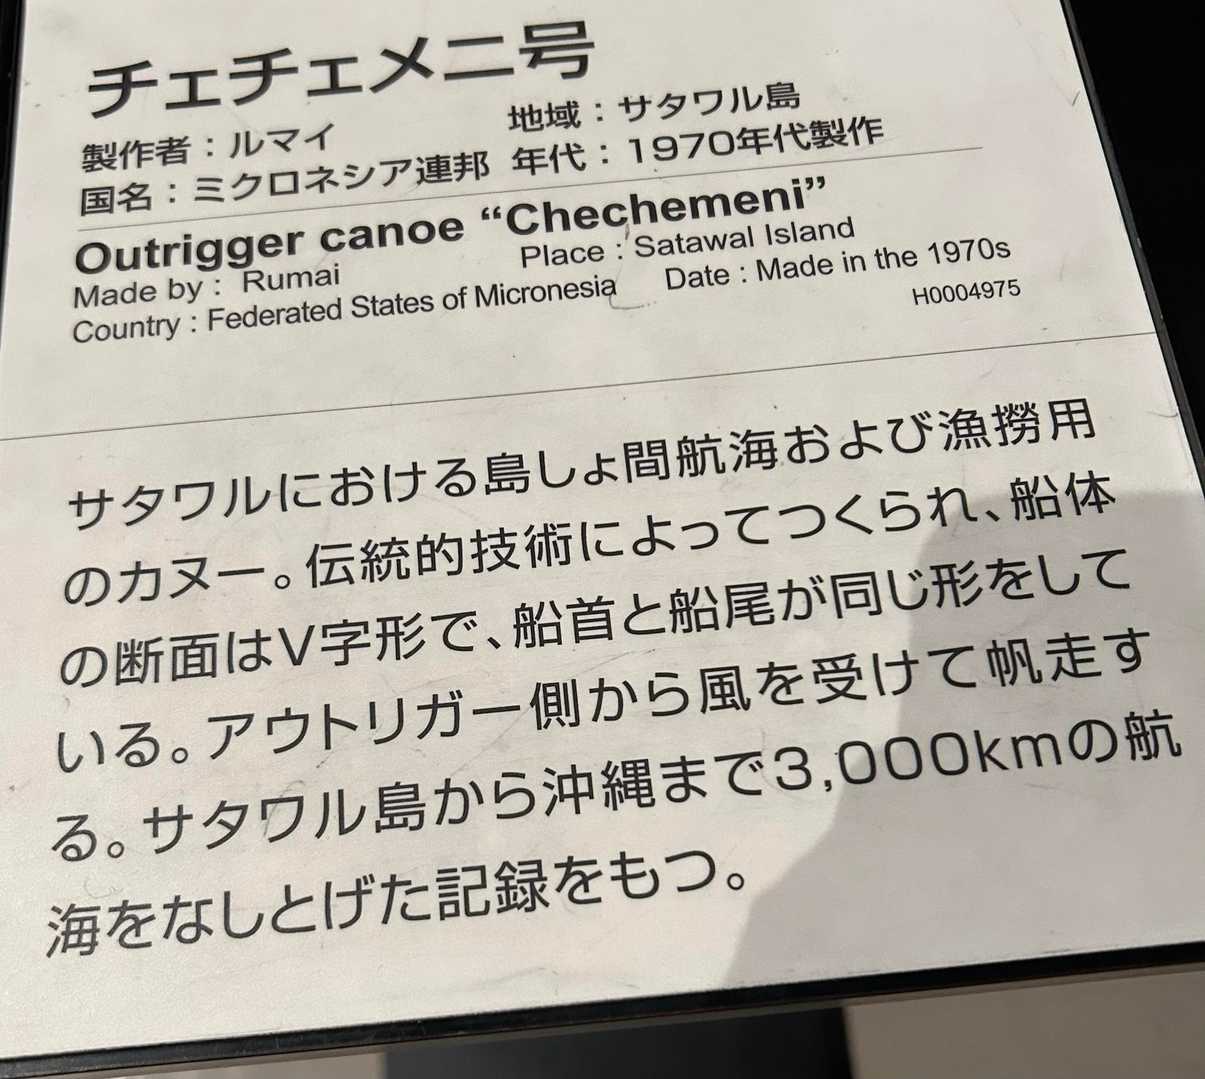 チェチェメニ号
製作者：ルマイ 地域：サタワル島
国名：ミクロネシア連邦 年代：1970年代製作
Outrigger canoe “Chechemeni”
Made by : Rumai Place : Satawal Island
Country : Federated States of Micronesia Date : Made in the 1970s
H0004975
サタワルにおける島しょ間航海および漁撈用
のカヌー。伝統的技術によってつくられ、船体
の断面はV字形で、船首と船尾が同じ形をして
いる。アウトリガー側から風を受けて帆走す
る。サタワル島から沖縄まで3,000kmの航
海をなしとげた記録をもつ。